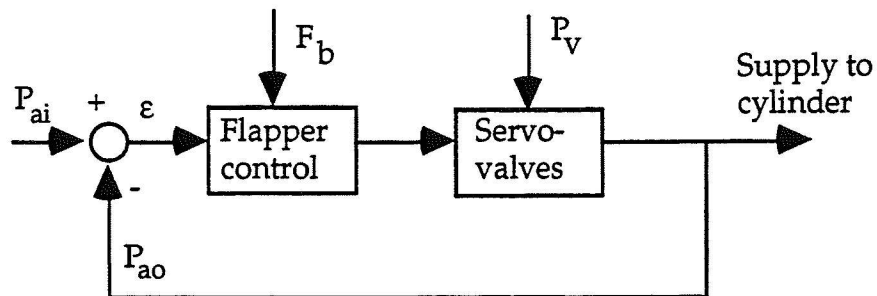 F_b
P_v
Supply to
cylinder
P_ai
+
ε
Flapper
control
Servo-
valves
-
P_ao